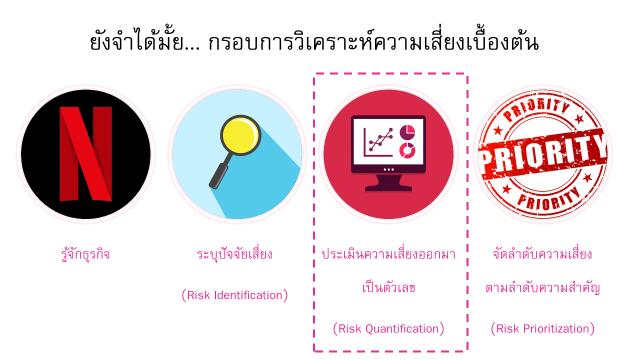 ยังจำได้มั้ย... กรอบการวิเคราะห์ความเสี่ยงเบื้องต้น
N
PRIORITY
PRIORITY
PRIORITY
รู้จักธุรกิจ
ระบุปัจจัยเสี่ยง
(Risk Identification)
ประเมินความเสี่ยงออกมา
เป็นตัวเลข
(Risk Quantification)
จัดลำดับความเสี่ยง
ตามลำดับความสำคัญ
(Risk Prioritization)